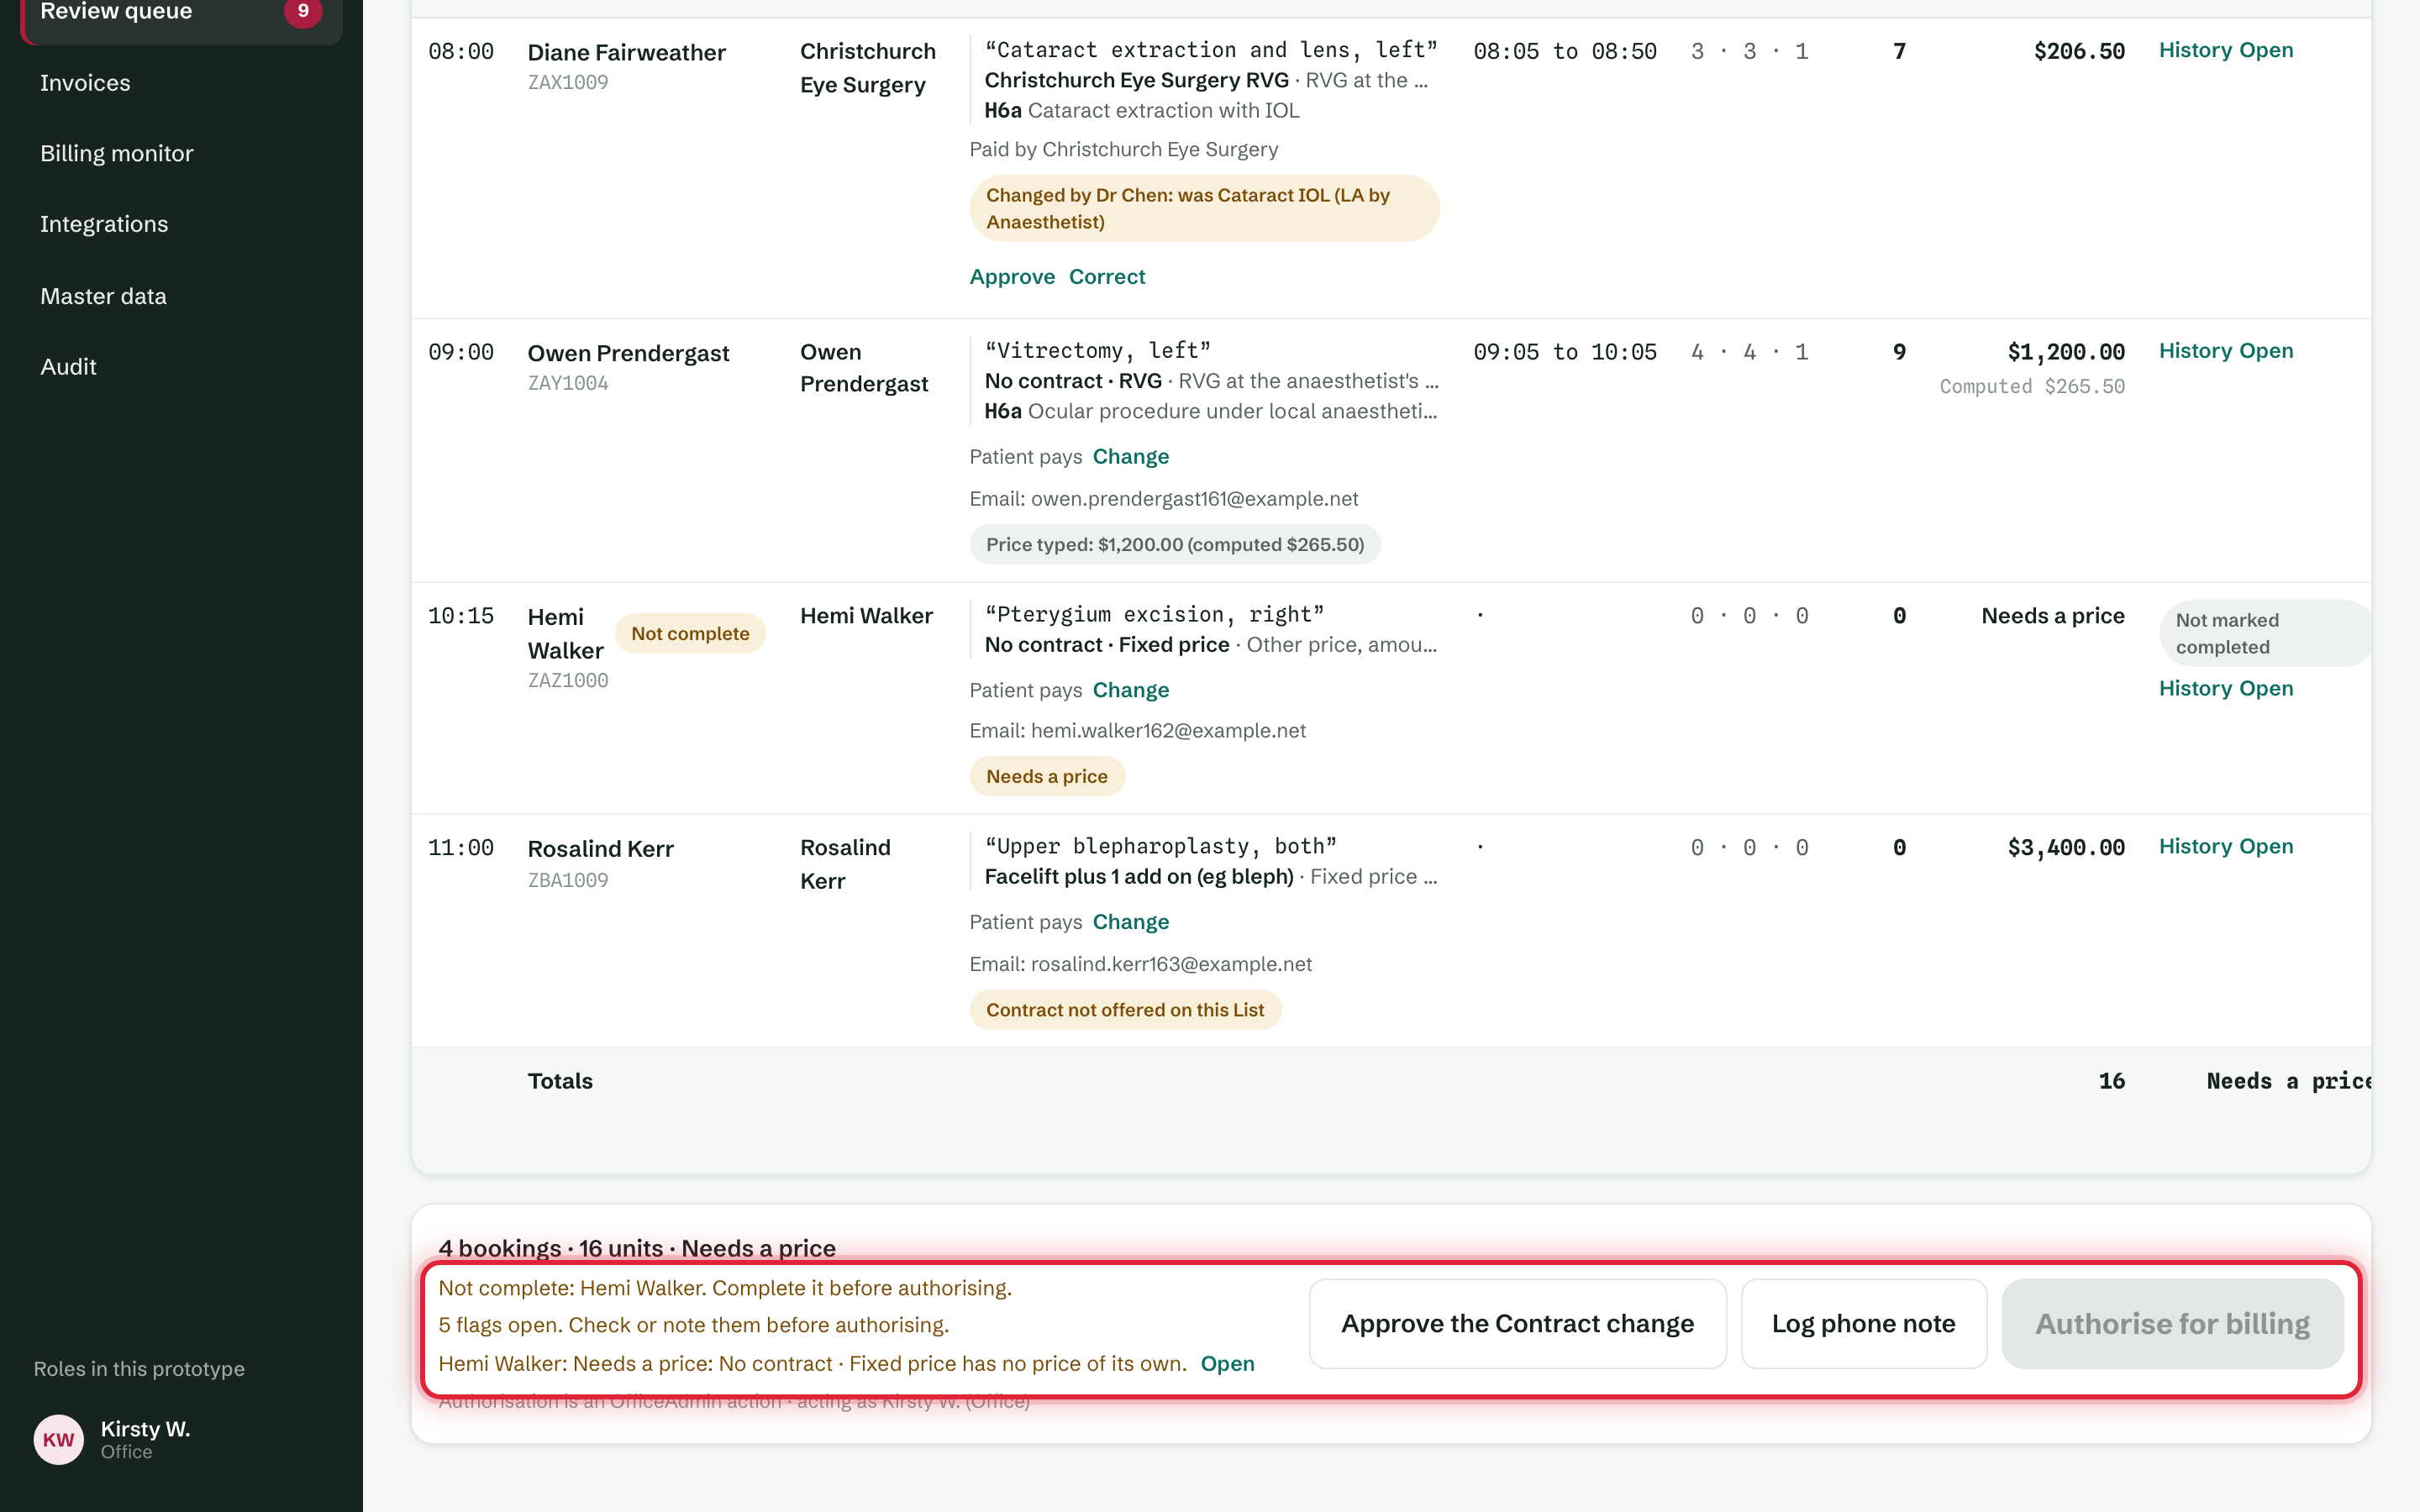 Review queue 9
Invoices
Billing monitor
Integrations
Master data
Audit
Roles in this prototype
KW
Kirsty W.
Office
08:00
Diane Fairweather
ZAX1009
Christchurch
Eye Surgery
“Cataract extraction and lens, left”
Christchurch Eye Surgery RVG · RVG at the ...
H6a Cataract extraction with IOL
Paid by Christchurch Eye Surgery
Changed by Dr Chen: was Cataract IOL (LA by
Anaesthetist)
Approve Correct
08:05 to 08:50
3 · 3 · 1
7
$206.50
History Open
09:00
Owen Prendergast
ZAY1004
Owen
Prendergast
“Vitrectomy, left”
No contract · RVG · RVG at the anaesthetist's ...
H6a Ocular procedure under local anaestheti...
Patient pays Change
Email: owen.prendergast161@example.net
Price typed: $1,200.00 (computed $265.50)
09:05 to 10:05
4 · 4 · 1
9
$1,200.00
Computed $265.50
History Open
10:15
Hemi
Walker
ZAZ1000
Not complete
Hemi Walker
“Pterygium excision, right”
No contract · Fixed price · Other price, amou...
Patient pays Change
Email: hemi.walker162@example.net
Needs a price
·
0 · 0 · 0
0
Needs a price
Not marked
completed
History Open
11:00
Rosalind Kerr
ZBA1009
Rosalind
Kerr
“Upper blepharoplasty, both”
Facelift plus 1 add on (eg bleph) · Fixed price ...
Patient pays Change
Email: rosalind.kerr163@example.net
Contract not offered on this List
·
0 · 0 · 0
0
$3,400.00
History Open
Totals
16
Needs a price
4 bookings · 16 units · Needs a price
Not complete: Hemi Walker. Complete it before authorising.
5 flags open. Check or note them before authorising.
Hemi Walker: Needs a price: No contract · Fixed price has no price of its own. Open
Authorisation is an OfficeAdmin action · acting as Kirsty W. (Office)
Approve the Contract change
Log phone note
Authorise for billing